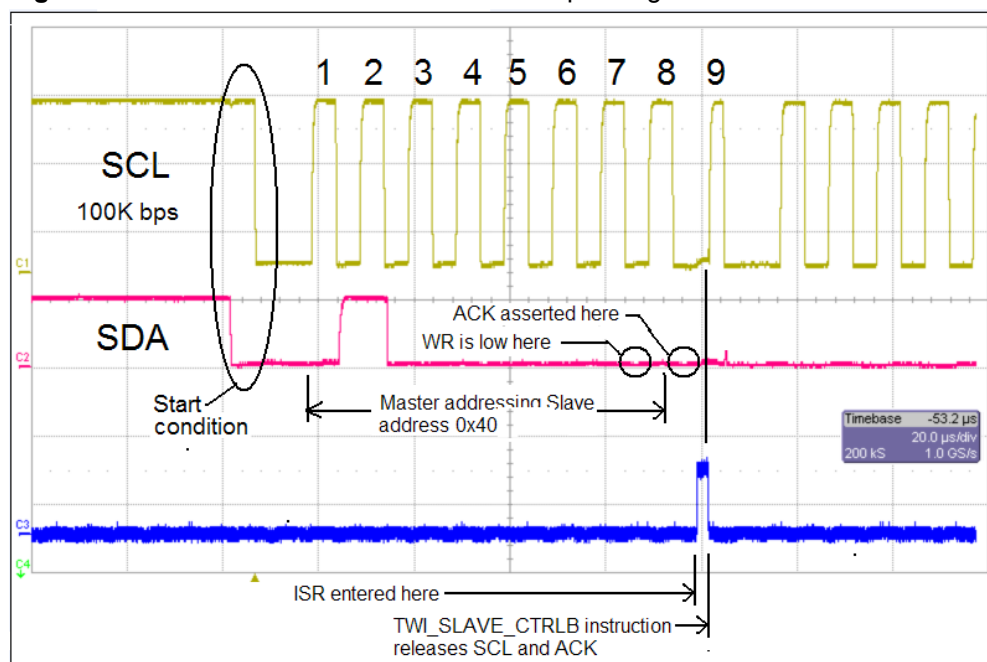 1 2 3 4 5 6 7 8 9
SCL
100K bps
C1
ACK asserted here
WR is low here
SDA
C2
Start
condition
Master addressing Slave
address 0x40
Timebase -53.2 µs
20.0 µs/div
200 kS 1.0 GS/s
C3
C4
ISR entered here
TWI_SLAVE_CTRLB instruction
releases SCL and ACK